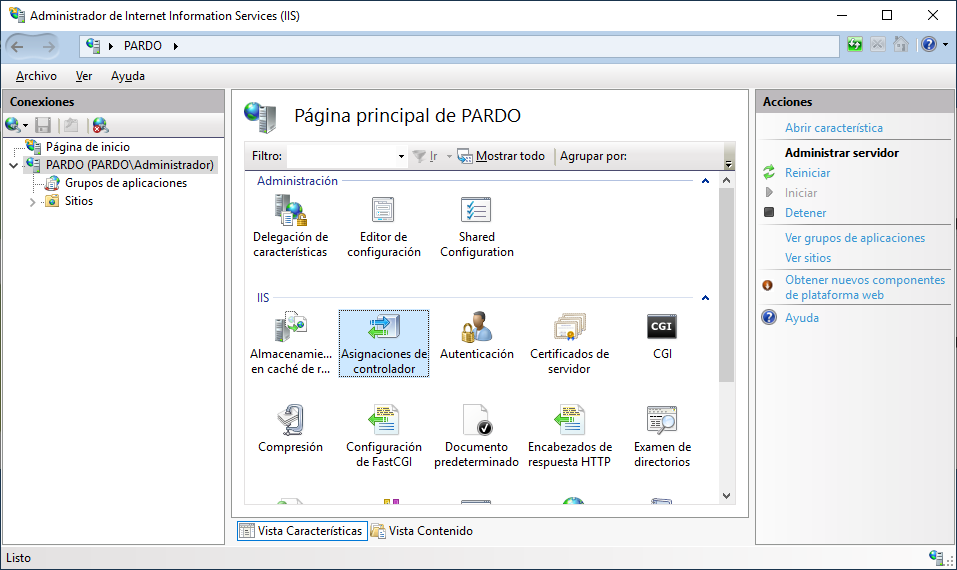 Administrador de Internet Information Services (IIS)
PARDO
Archivo Ver Ayuda
Conexiones
Página de inicio
PARDO (PARDO\Administrador)
Grupos de aplicaciones
Sitios
Página principal de PARDO
Filtro: Ir Mostrar todo Agrupar por:
Administración
Delegación de
características
Editor de
configuración
Shared
Configuration
IIS
Almacenamie...
en caché de r...
Asignaciones de
controlador
Autenticación
Certificados de
servidor
CGI
CGI
Compresión
Configuración
de FastCGI
Documento
predeterminado
Encabezados de
respuesta HTTP
Examen de
directorios
Vista Características Vista Contenido
Acciones
Abrir característica
Administrar servidor
Reiniciar
Iniciar
Detener
Ver grupos de aplicaciones
Ver sitios
Obtener nuevos componentes
de plataforma web
Ayuda
Listo